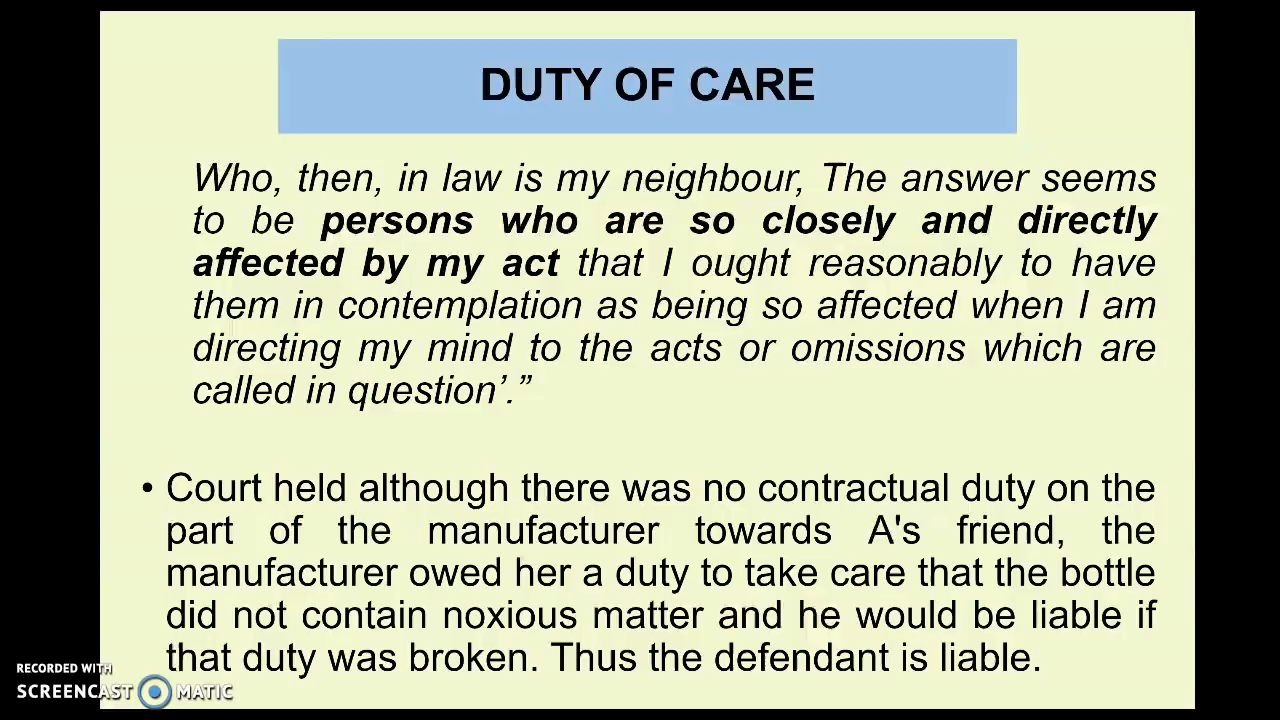 DUTY OF CARE
Who, then, in law is my neighbour, The answer seems
to be persons who are so closely and directly
affected by my act that I ought reasonably to have
them in contemplation as being so affected when I am
directing my mind to the acts or omissions which are
called in question’.”
• Court held although there was no contractual duty on the
part of the manufacturer towards A's friend, the
manufacturer owed her a duty to take care that the bottle
did not contain noxious matter and he would be liable if
that duty was broken. Thus the defendant is liable.
RECORDED WITH
SCREENCAST MATIC